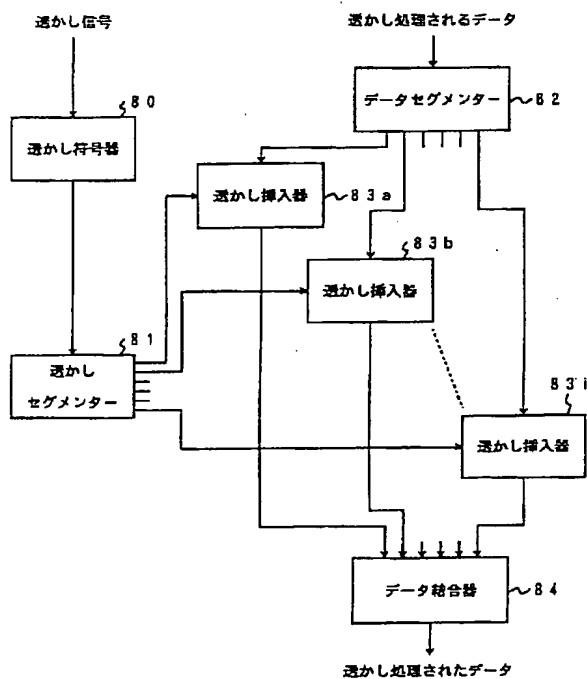 透かし信号
透かし処理されるデータ
80
透かし符号器
データセグメンター
82
透かし挿入器
83a
83b
透かし挿入器
81
透かし
セグメンター
83i
透かし挿入器
データ結合器
84
透かし処理されたデータ